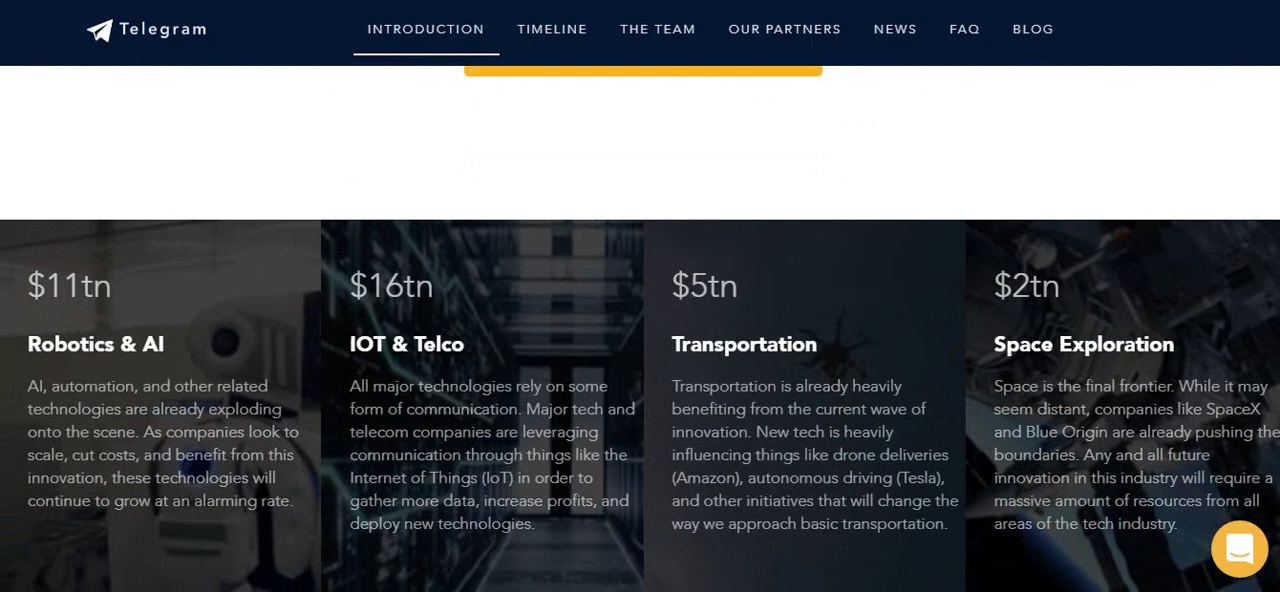 Telegram
INTRODUCTION TIMELINE THE TEAM OUR PARTNERS NEWS FAQ BLOG
$11tn
Robotics & AI
AI, automation, and other related
technologies are already exploding
onto the scene. As companies look to
scale, cut costs, and benefit from this
innovation, these technologies will
continue to grow at an alarming rate.
$16tn
IOT & Telco
All major technologies rely on some
form of communication. Major tech and
telecom companies are leveraging
communication through things like the
Internet of Things (IoT) in order to
gather more data, increase profits, and
deploy new technologies.
$5tn
Transportation
Transportation is already heavily
benefiting from the current wave of
innovation. New tech is heavily
influencing things like drone deliveries
(Amazon), autonomous driving (Tesla),
and other initiatives that will change the
way we approach basic transportation.
$2tn
Space Exploration
Space is the final frontier. While it may
seem distant, companies like SpaceX
and Blue Origin are already pushing the
boundaries. Any and all future
innovation in this industry will require a
massive amount of resources from all
areas of the tech industry.